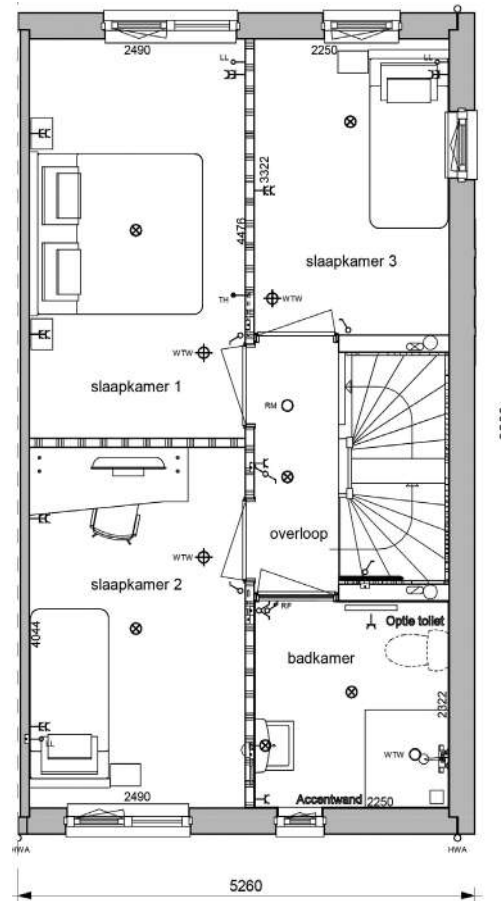 2490
2250
LL
LL
3322
4476
slaapkamer 3
TH
WTW
WTW
slaapkamer 1
RM
overloop
WTW
slaapkamer 2
RF
Optie toilet
badkamer
4044
2322
LL
WTW
2490
Accentwand
2250
HWA
HWA
5260